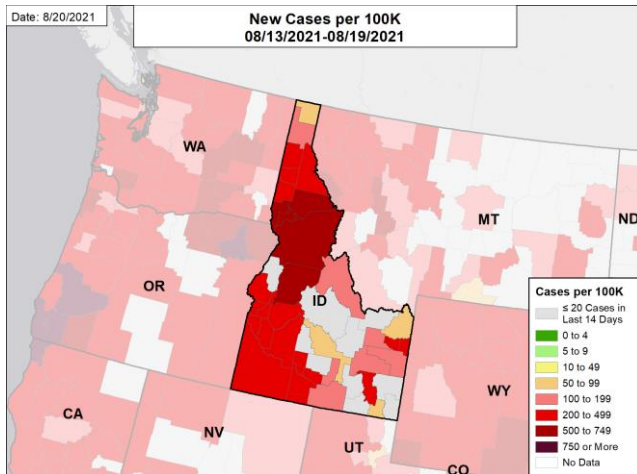 Date: 8/20/2021
New Cases per 100K
08/13/2021-08/19/2021
WA
MT
ND
OR
ID
WY
CA
NV
UT
CO
Cases per 100K
≤ 20 Cases in
Last 14 Days
0 to 4
5 to 9
10 to 49
50 to 99
100 to 199
200 to 499
500 to 749
750 or More
No Data